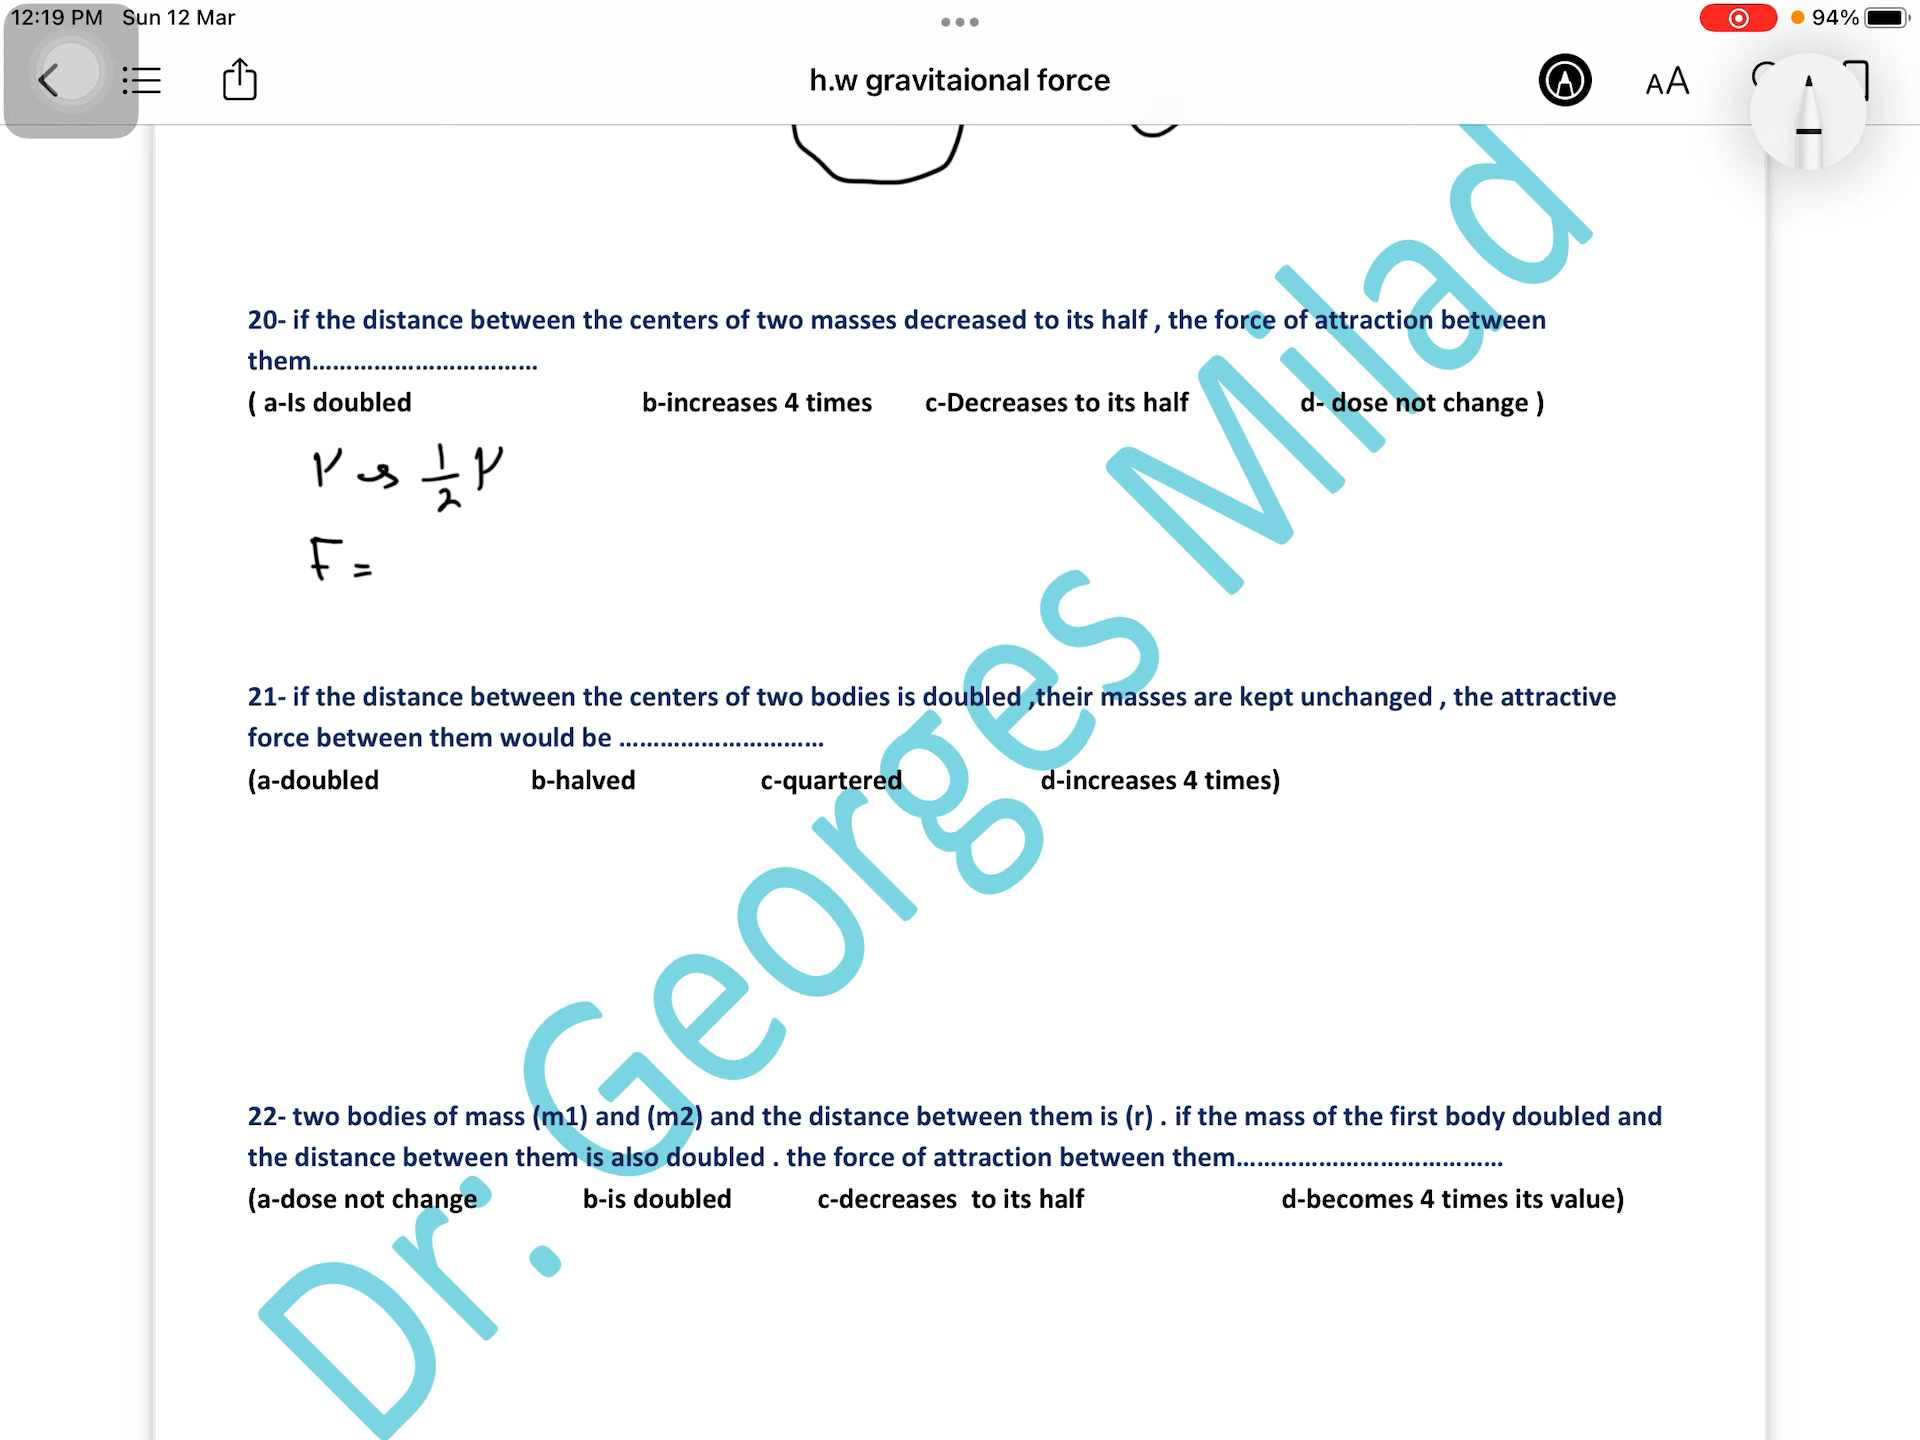 12:19 PM Sun 12 Mar
94%
h.w gravitaional force
AA
20- if the distance between the centers of two masses decreased to its half , the force of attraction between
them.................................
( a-Is doubled b-increases 4 times c-Decreases to its half d- dose not change )
r → 1/2 r
F =
21- if the distance between the centers of two bodies is doubled ,their masses are kept unchanged , the attractive
force between them would be ..............................
(a-doubled b-halved c-quartered d-increases 4 times)
22- two bodies of mass (m1) and (m2) and the distance between them is (r) . if the mass of the first body doubled and
the distance between them is also doubled . the force of attraction between them.......................................
(a-dose not change b-is doubled c-decreases to its half d-becomes 4 times its value)
Dr: Georges Milad